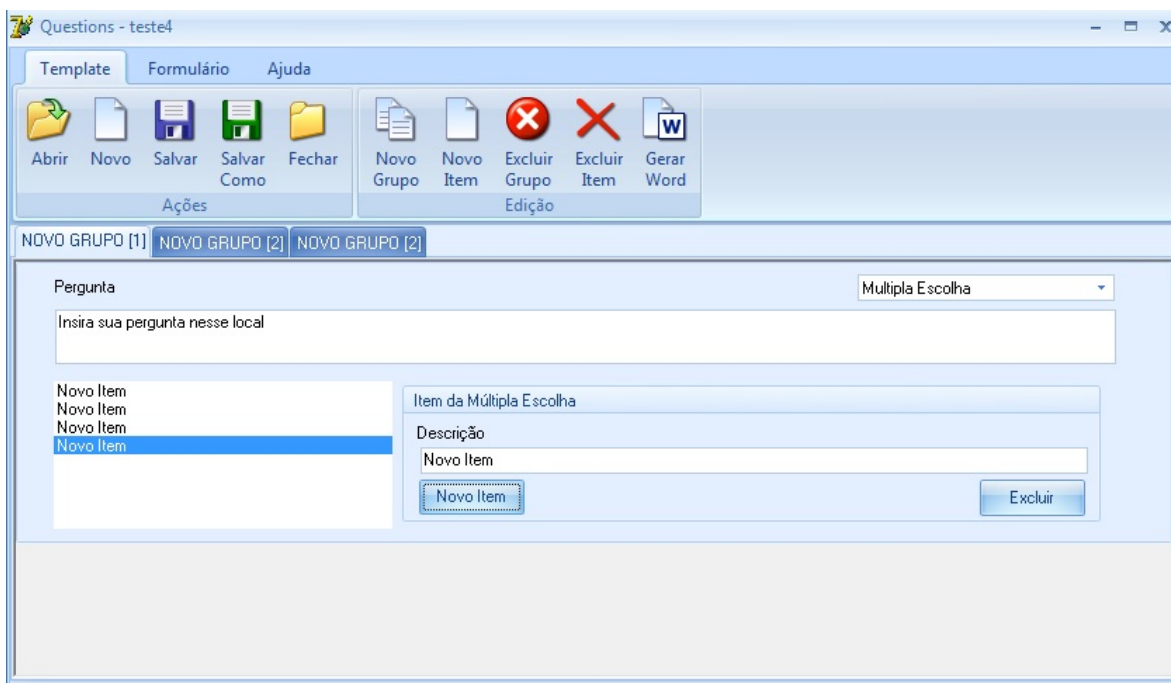 Questions - teste4
Template Formulário Ajuda
Abrir Novo Salvar Salvar Como Fechar
Ações
Novo Grupo Novo Item Excluir Grupo Excluir Item Gerar Word
Edição
NOVO GRUPO [1] NOVO GRUPO [2] NOVO GRUPO [2]
Pergunta
Multipla Escolha
Insira sua pergunta nesse local
Novo Item
Novo Item
Novo Item
Novo Item
Item da Múltipla Escolha
Descrição
Novo Item
Novo Item Excluir